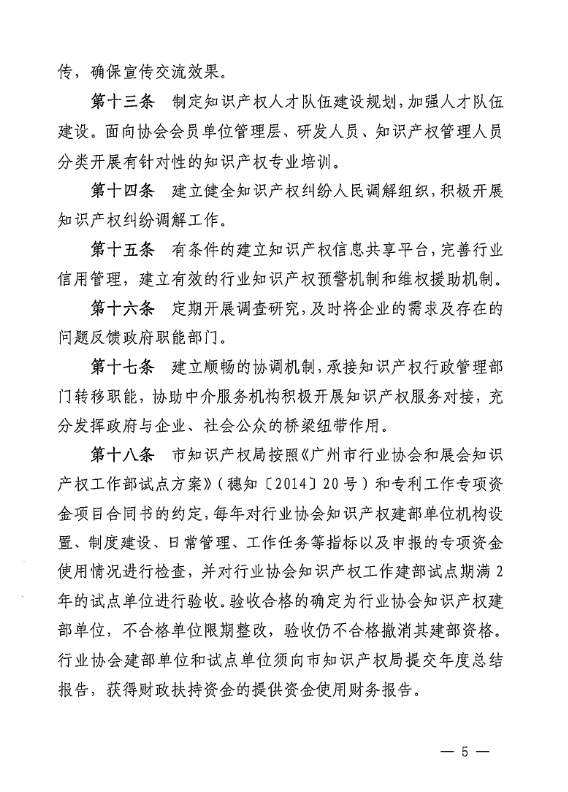 传，确保宣传交流效果。
第十三条　制定知识产权人才队伍建设规划，加强人才队伍
建设。面向协会会员单位管理层、研发人员、知识产权管理人员
分类开展有针对性的知识产权专业培训。
第十四条　建立健全知识产权纠纷人民调解组织，积极开展
知识产权纠纷调解工作。
第十五条　有条件的建立知识产权信息共享平台，完善行业
信用管理，建立有效的行业知识产权预警机制和维权援助机制。
第十六条　定期开展调查研究，及时将企业的需求及存在的
问题反馈政府职能部门。
第十七条　建立顺畅的协调机制，承接知识产权行政管理部
门转移职能，协助中介服务机构积极开展知识产权服务对接，充
分发挥政府与企业、社会公众的桥梁纽带作用。
第十八条　市知识产权局按照《广州市行业协会和展会知识
产权工作部试点方案》（穗知〔2014〕20号）和专利工作专项资
金项目合同书的约定，每年对行业协会知识产权建部单位机构设
置、制度建设、日常管理、工作任务等指标以及申报的专项资金
使用情况进行检查，并对行业协会知识产权工作建部试点期满2
年的试点单位进行验收。验收合格的确定为行业协会知识产权建
部单位，不合格单位限期整改，验收仍不合格撤消其建部资格。
行业协会建部单位和试点单位须向市知识产权局提交年度总结
报告，获得财政扶持资金的提供资金使用财务报告。
— 5 —